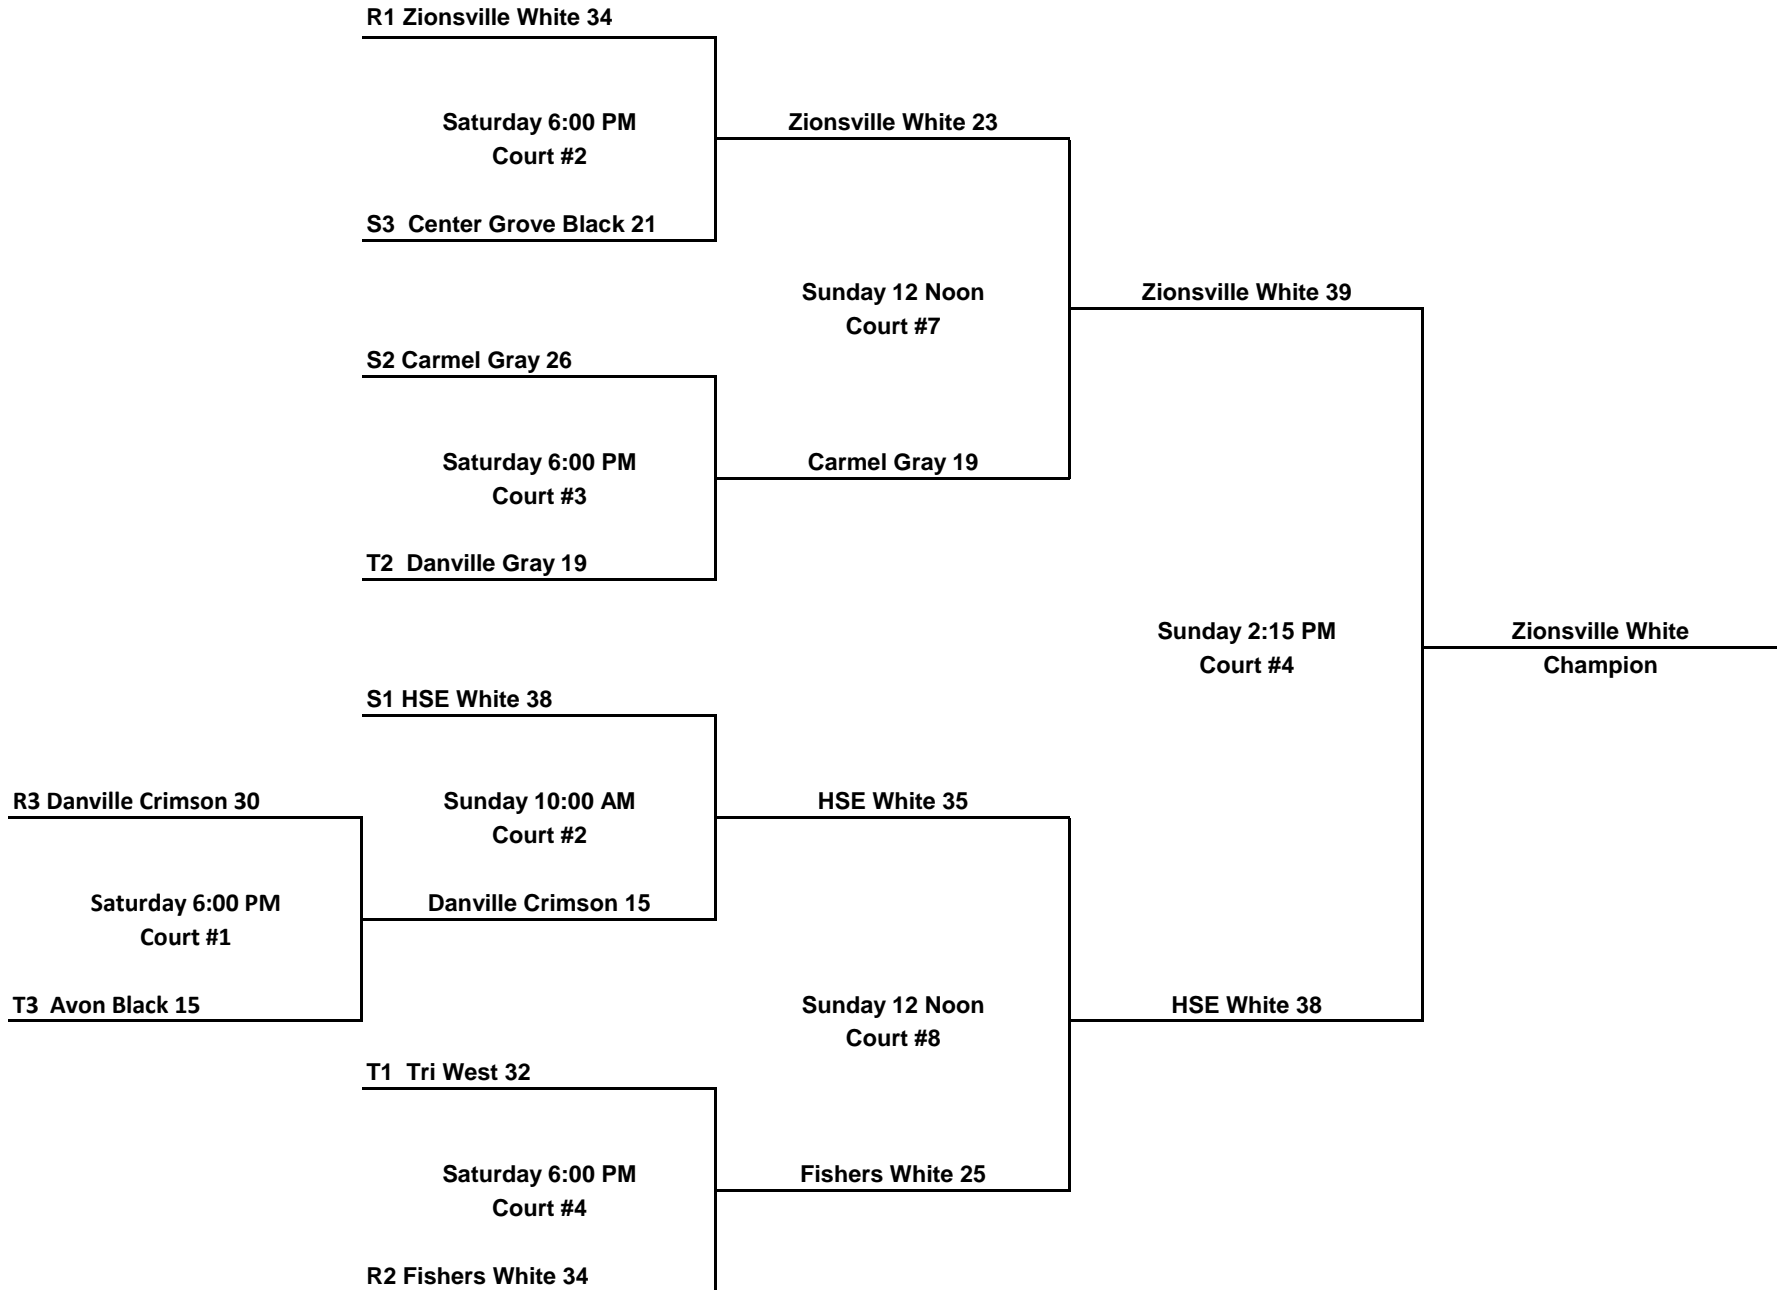 R1 Zionsville White 34
Saturday 6:00 PM
Court #2
Zionsville White 23
S3  Center Grove Black 21
Sunday 12 Noon
Court #7
Zionsville White 39
S2 Carmel Gray 26
Saturday 6:00 PM
Court #3
Carmel Gray 19
T2  Danville Gray 19
Sunday 2:15 PM
Court #4
Zionsville White
Champion
S1 HSE White 38
R3 Danville Crimson 30
Sunday 10:00 AM
Court #2
HSE White 35
Saturday 6:00 PM
Court #1
Danville Crimson 15
T3  Avon Black 15
Sunday 12 Noon
Court #8
HSE White 38
T1  Tri West 32
Saturday 6:00 PM
Court #4
Fishers White 25
R2 Fishers White 34